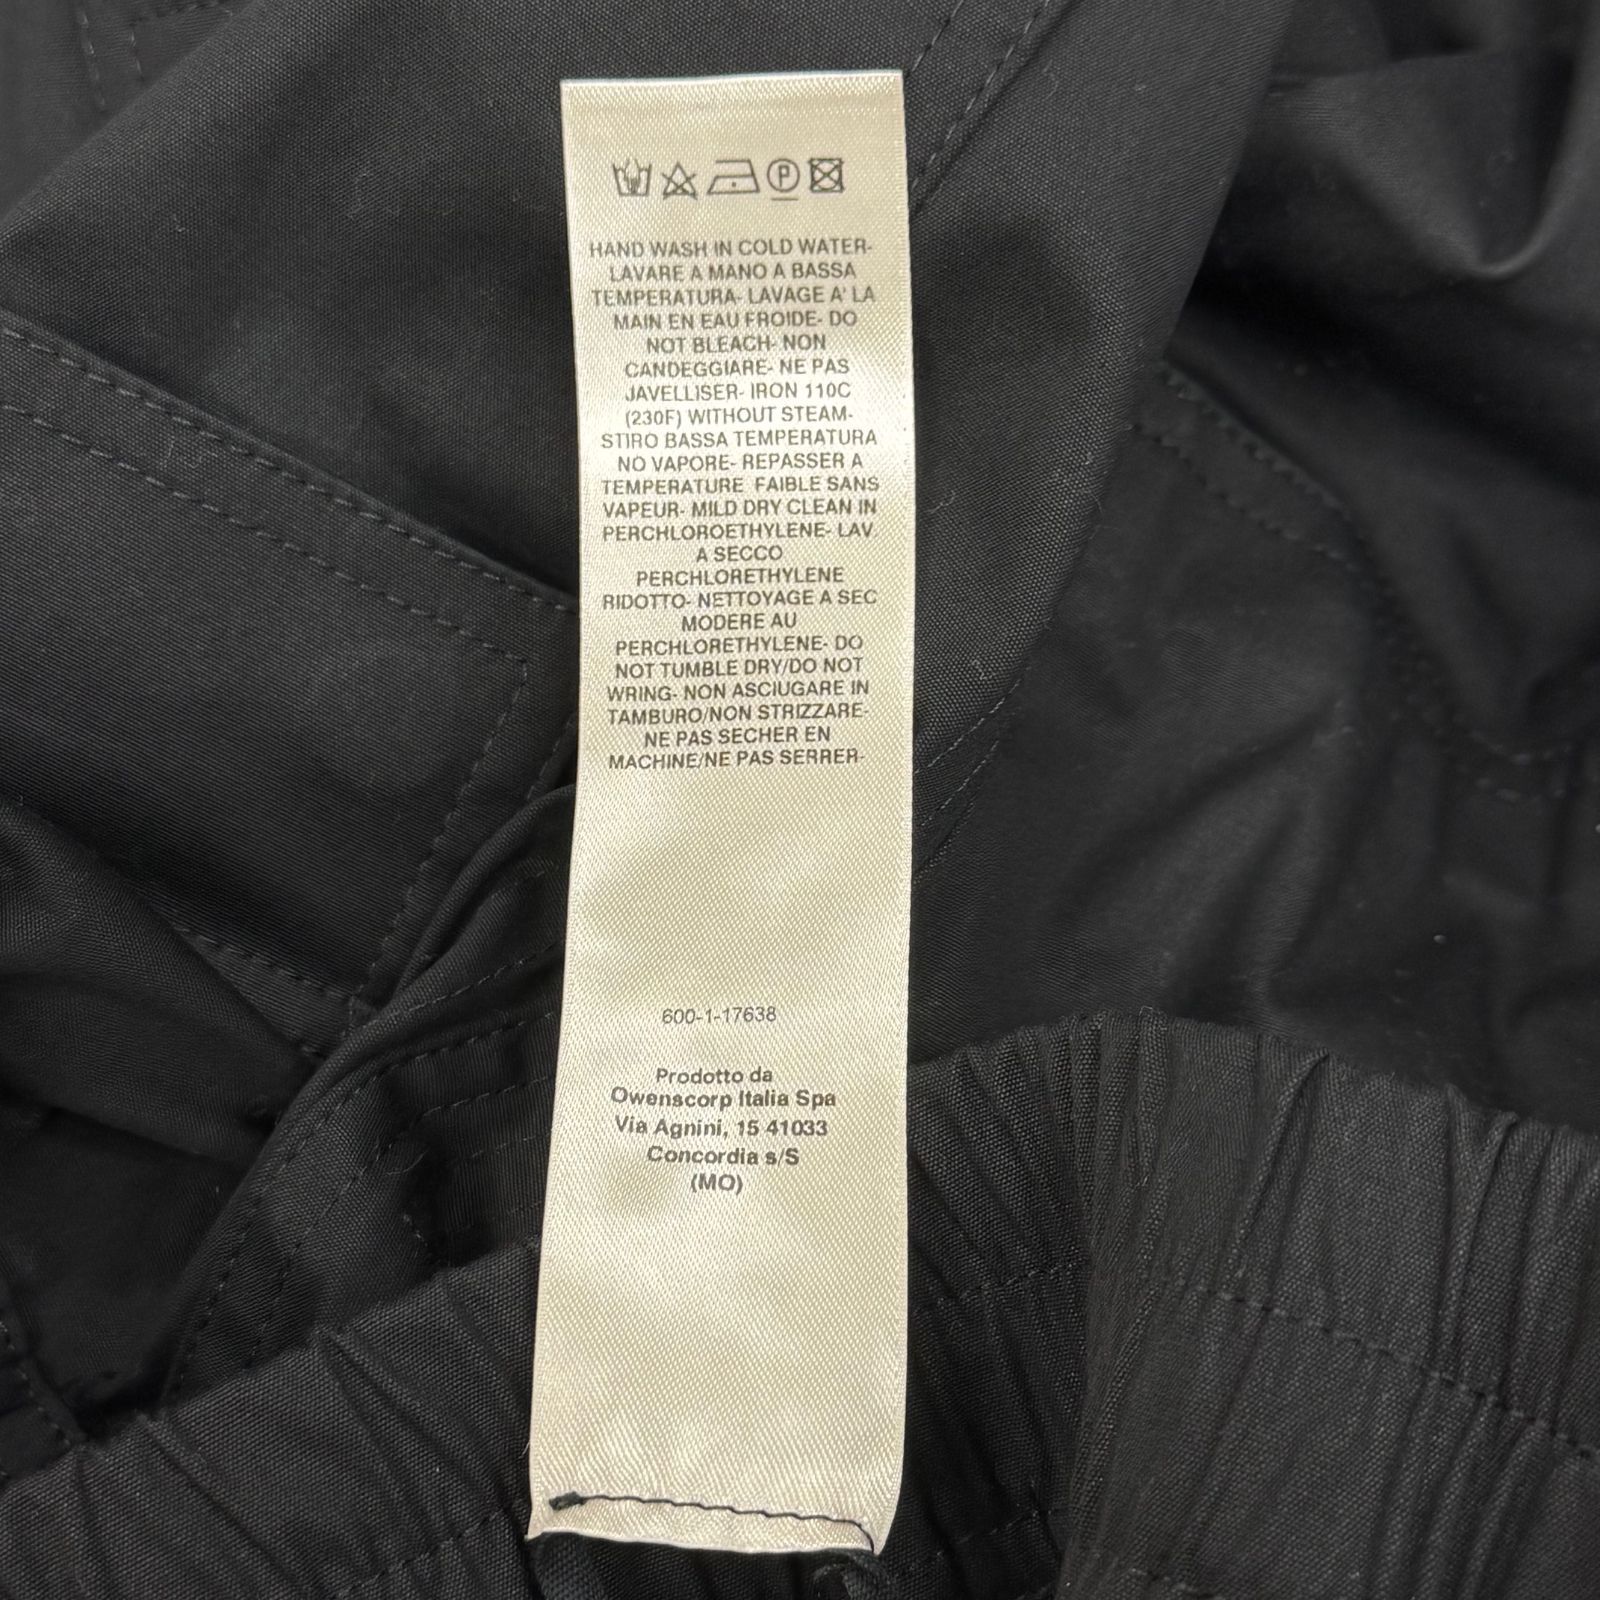 P
HAND WASH IN COLD WATER-
LAVARE A MANO A BASSA
TEMPERATURA- LAVAGE A' LA
MAIN EN EAU FROIDE- DO
NOT BLEACH- NON
CANDEGGIARE- NE PAS
JAVELLISER- IRON 110C
(230F) WITHOUT STEAM-
STIRO BASSA TEMPERATURA
NO VAPORE- REPASSER A
TEMPERATURE FAIBLE SANS
VAPEUR- MILD DRY CLEAN IN
PERCHLOROETHYLENE- LAV
A SECCO
PERCHLORETHYLENE
RIDOTTO- NETTOYAGE A SEC
MODERE AU
PERCHLORETHYLENE- DO
NOT TUMBLE DRY/DO NOT
WRING- NON ASCIUGARE IN
TAMBURO/NON STRIZZARE-
NE PAS SECHER EN
MACHINE/NE PAS SERRER-
600-1-17638
Prodotto da
Owenscorp Italia Spa
Via Agnini, 15 41033
Concordia s/S
(MO)